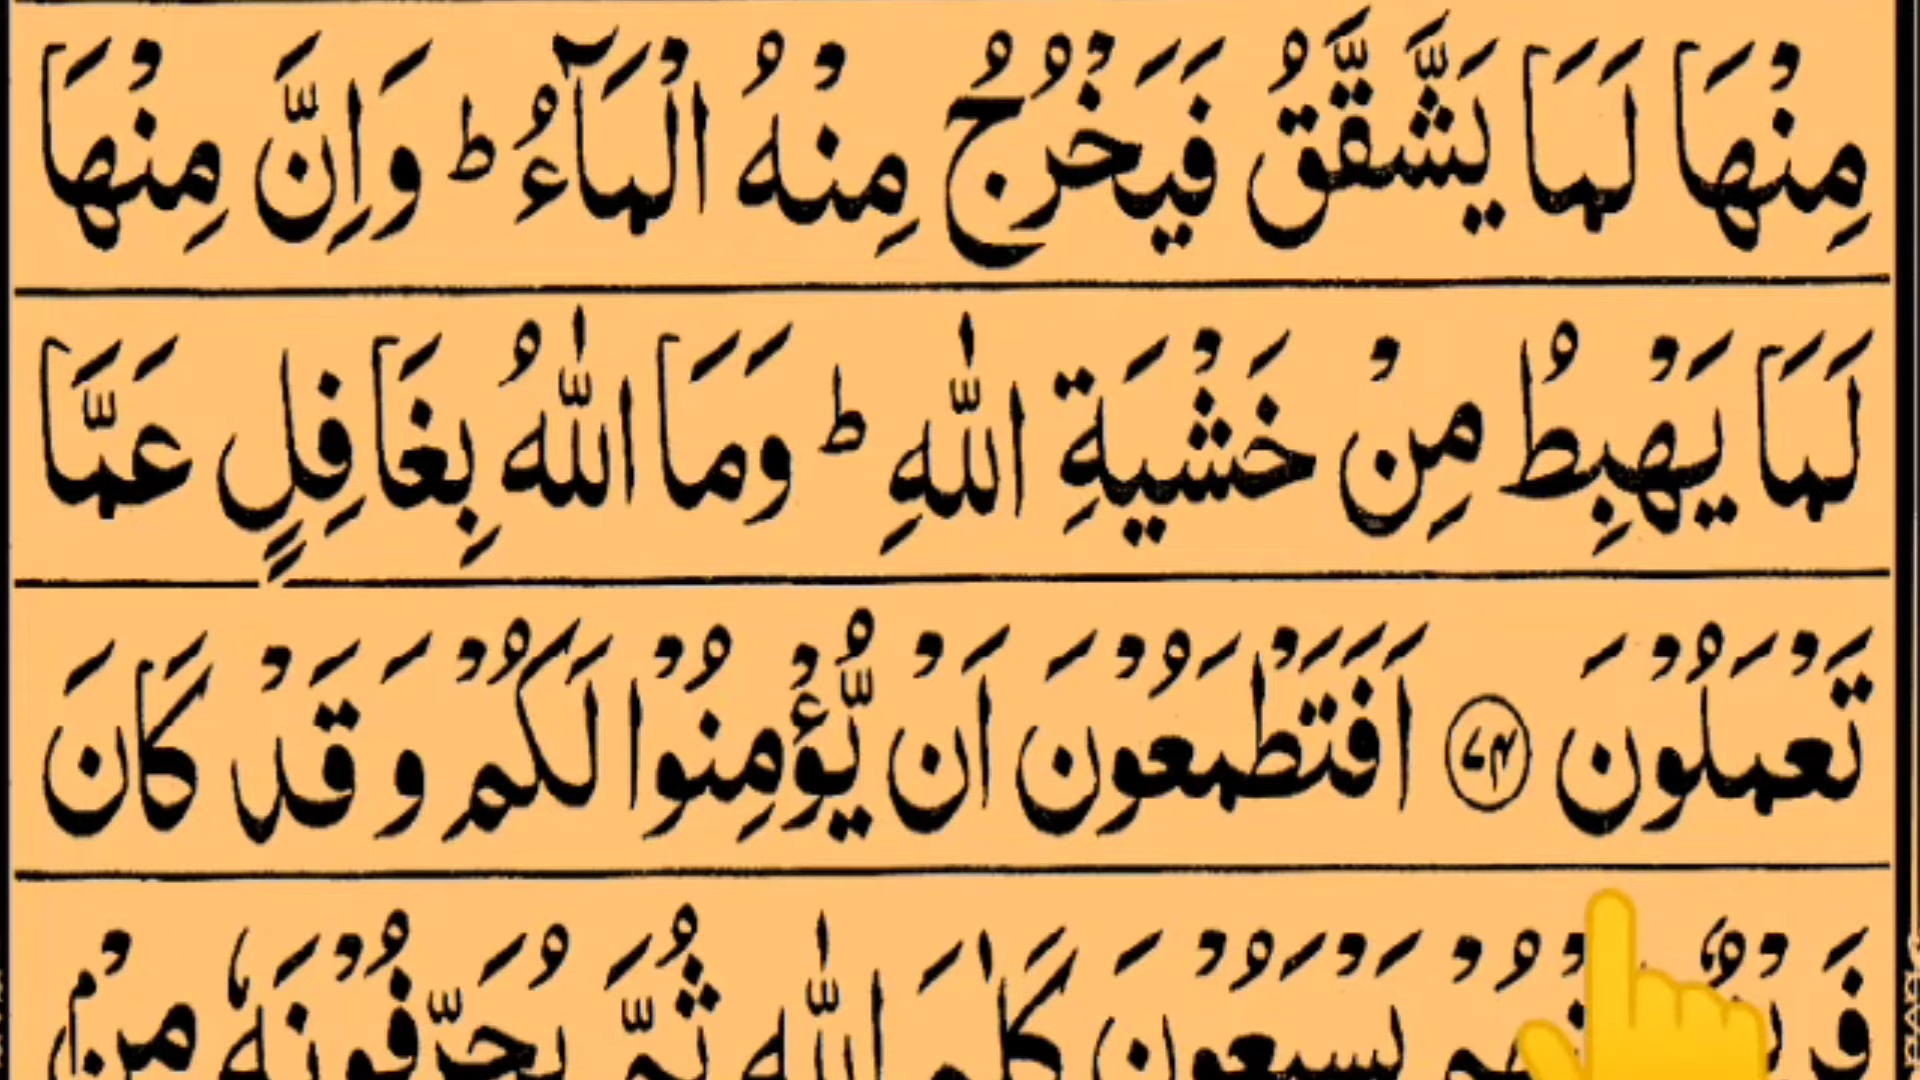 مِنْهَا لَمَا يَشَّقَّقُ فَيَخْرُجُ مِنْهُ الْمَآءُ ؕ وَاِنَّ مِنْهَا
لَمَا يَهْبِطُ مِنْ خَشْيَةِ اللّٰهِ ؕ وَمَا اللّٰهُ بِغَافِلٍ عَمَّا
تَعْمَلُوْنَ ۷۴ اَفَتَطْمَعُوْنَ اَنْ يُّؤْمِنُوْا لَكُمْ وَ قَدْ كَانَ
يَسْمَعُوْنَ كَلٰمَ اللّٰهِ ثُمَّ يُحَرِّفُوْنَهٗ مِنْۢ